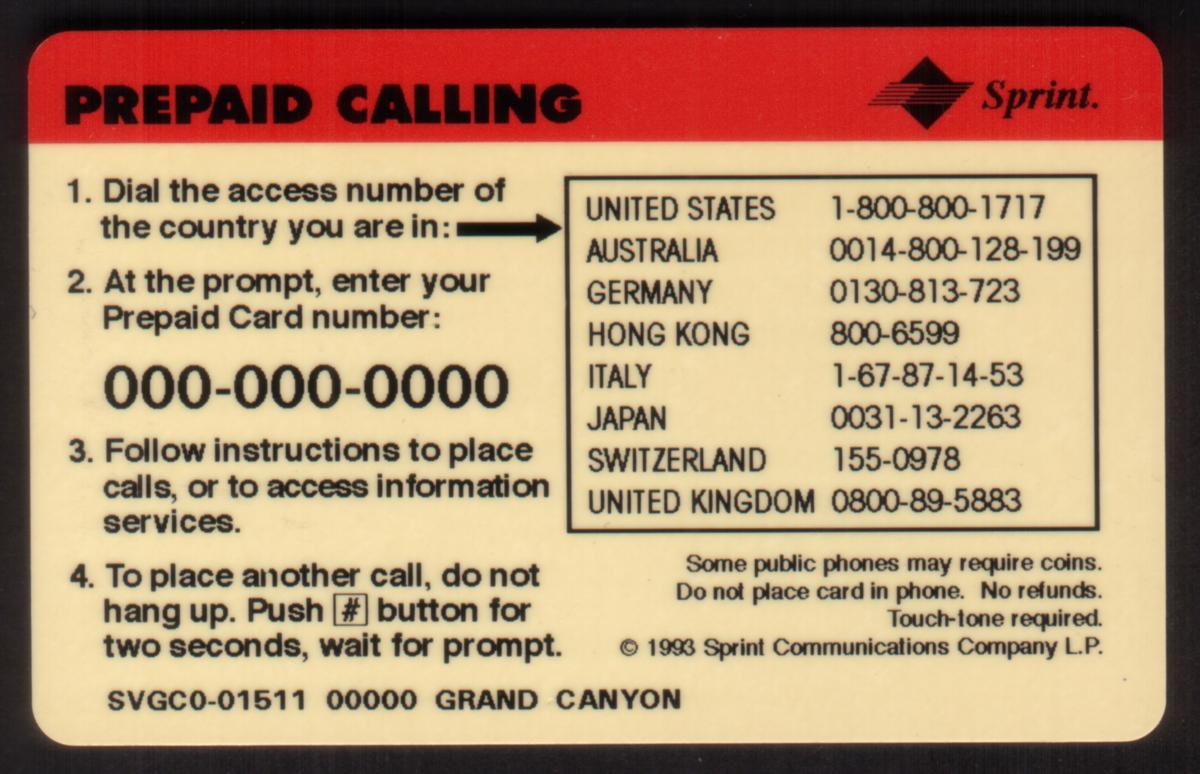 PREPAID CALLING
Sprint.
1. Dial the access number of
the country you are in:
2. At the prompt, enter your
Prepaid Card number:
000-000-0000
3. Follow instructions to place
calls, or to access information
services.
4. To place another call, do not
hang up. Push # button for
two seconds, wait for prompt.
UNITED STATES 1-800-800-1717
AUSTRALIA 0014-800-128-199
GERMANY 0130-813-723
HONG KONG 800-6599
ITALY 1-67-87-14-53
JAPAN 0031-13-2263
SWITZERLAND 155-0978
UNITED KINGDOM 0800-89-5883
Some public phones may require coins.
Do not place card in phone. No refunds.
Touch-tone required.
© 1993 Sprint Communications Company L.P.
SVGC0-01511 00000 GRAND CANYON